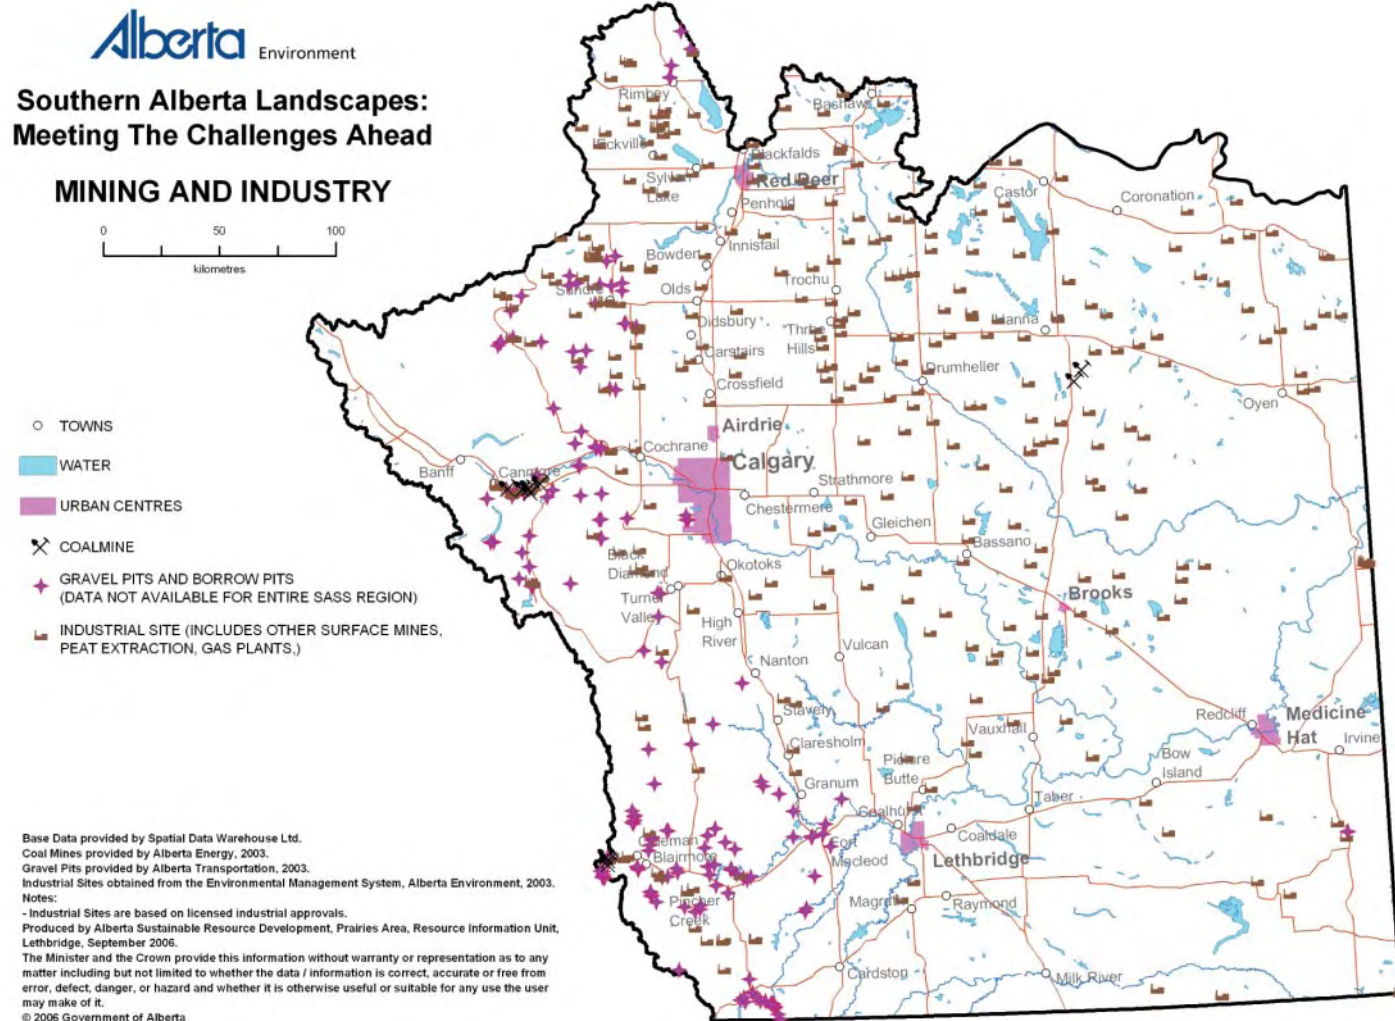 Alberta Environment
Southern Alberta Landscapes:
Meeting The Challenges Ahead
MINING AND INDUSTRY
0 50 100
kilometres
TOWNS
WATER
URBAN CENTRES
COALMINE
GRAVEL PITS AND BORROW PITS
(DATA NOT AVAILABLE FOR ENTIRE SASS REGION)
INDUSTRIAL SITE (INCLUDES OTHER SURFACE MINES,
PEAT EXTRACTION, GAS PLANTS,)
Rimbey
Bashaw
Blackfalds
Sylvan
Lake
Red Deer
Penhold
Castor
Coronation
Innisfail
Bowden
Sundre
Olds
Trochu
Didsbury
Three
Hills
Hanna
Carstairs
Drumheller
Crossfield
Oyen
Airdrie
Cochrane
Calgary
Banff
Canmore
Strathmore
Chestermere
Gleichen
Bassano
Black
Diamond
Okotoks
Turner
Valley
Brooks
High
River
Vulcan
Nanton
Stavely
Redcliff
Medicine
Hat
Irvine
Vauxhall
Claresholm
Picture
Butte
Bow
Island
Granum
Taber
Coalhurst
Coaldale
Coleman
Blairmore
Fort
Macleod
Lethbridge
Pincher
Creek
Magrath
Raymond
Cardston
Milk River
Base Data provided by Spatial Data Warehouse Ltd.
Coal Mines provided by Alberta Energy, 2003.
Gravel Pits provided by Alberta Transportation, 2003.
Industrial Sites obtained from the Environmental Management System, Alberta Environment, 2003.
Notes:
- Industrial Sites are based on licensed industrial approvals.
Produced by Alberta Sustainable Resource Development, Prairies Area, Resource Information Unit,
Lethbridge, September 2006.
The Minister and the Crown provide this information without warranty or representation as to any
matter including but not limited to whether the data / information is correct, accurate or free from
error, defect, danger, or hazard and whether it is otherwise useful or suitable for any use the user
may make of it.
© 2006 Government of Alberta